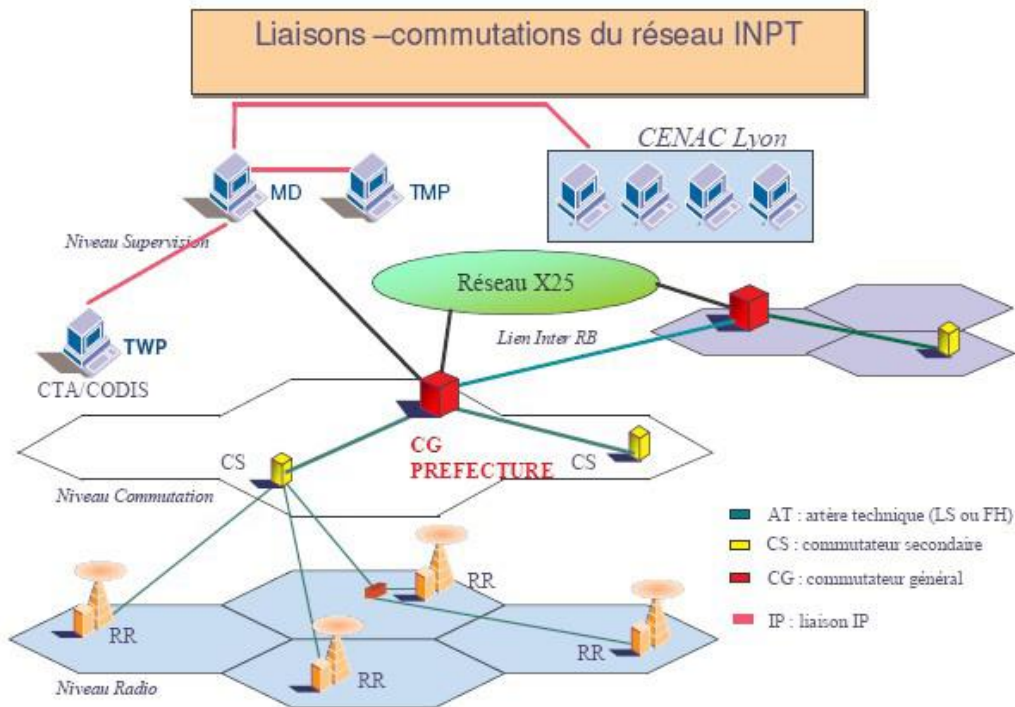 Liaisons –commutations du réseau INPT
CENAC Lyon
MD
TMP
Niveau Supervision
Réseau X25
TWP
Lien Inter RB
CTA/CODIS
CG
PREFECTURE
CS
CS
Niveau Commutation
AT : artère technique (LS ou FH)
CS : commutateur secondaire
CG : commutateur général
IP : liaison IP
RR
RR
RR
RR
Niveau Radio